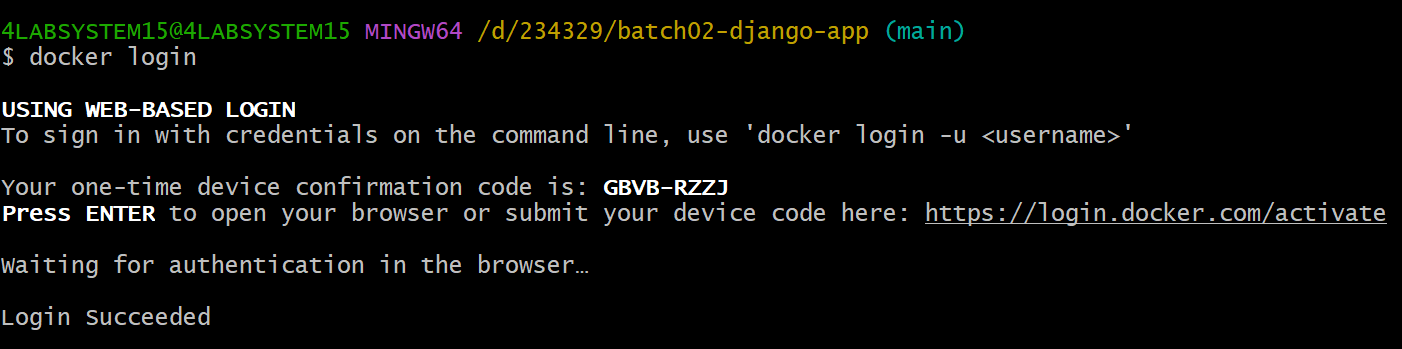 4LABSYSTEM15@4LABSYSTEM15 MINGW64 /d/234329/batch02-django-app (main)
$ docker login
USING WEB-BASED LOGIN
To sign in with credentials on the command line, use 'docker login -u <username>'
Your one-time device confirmation code is: GBVB-RZZJ
Press ENTER to open your browser or submit your device code here: https://login.docker.com/activate
Waiting for authentication in the browser…
Login Succeeded